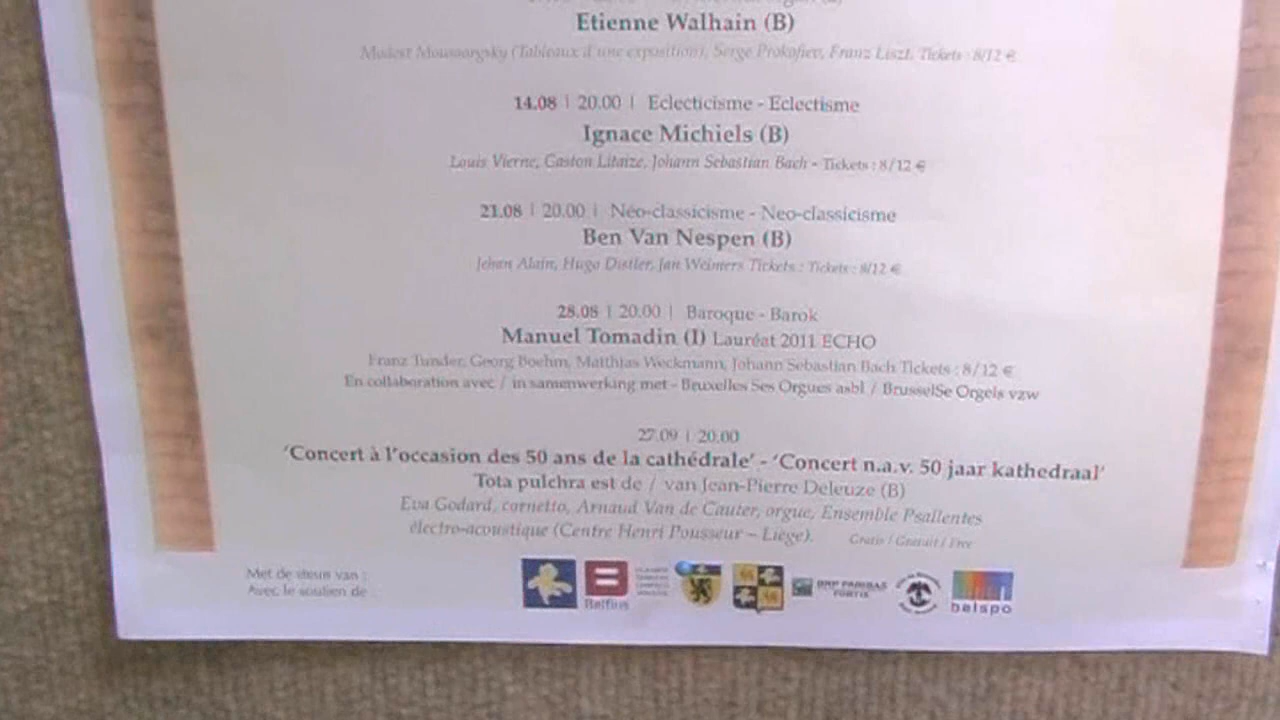 Etienne Walhain (B)
Modest Moussorgsky (Tableaux d'une exposition), Serge Prokofiev, Franz Liszt, Tickets : 8/12 €
14.08 | 20.00 | Eclecticisme - Eclectisme
Ignace Michiels (B)
Louis Vierne, Gaston Litaize, Johann Sebastian Bach - Tickets : 8/12 €
21.08 | 20.00 | Néo-classicisme - Neo-classicisme
Ben Van Nespen (B)
Jehan Alain, Hugo Distler, Jan Welmers Tickets : Tickets : 8/12 €
28.08 | 20.00 | Baroque - Barok
Manuel Tomadin (I) Lauréat 2011 ECHO
Franz Tunder, Georg Boehm, Matthias Weckmann, Johann Sebastian Bach Tickets : 8/12 €
En collaboration avec / in samenwerking met - Bruxelles Ses Orgues asbl / BrusselSe Orgels vzw
27.09 | 20.00
'Concert à l'occasion des 50 ans de la cathédrale' - 'Concert n.a.v. 50 jaar kathedraal'
Tota pulchra est de / van Jean-Pierre Deleuze (B)
Eva Godard, cornetto, Arnaud Van de Cauter, orgue, Ensemble Psallentes
électro-acoustique (Centre Henri Pousseur - Liège). Gratis / Gratuit / Free
Met de steun van :
Avec le soutien de
Belfius
BNP PARIBAS
FORTIS
belspo